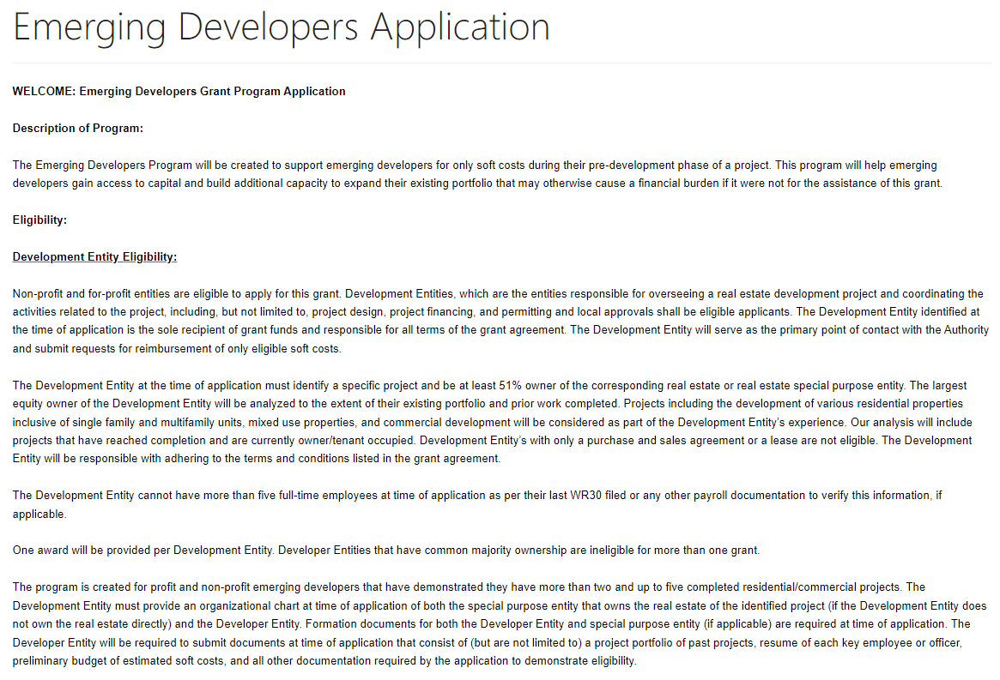 Emerging Developers Application
WELCOME: Emerging Developers Grant Program Application
Description of Program:
The Emerging Developers Program will be created to support emerging developers for only soft costs during their pre-development phase of a project. This program will help emerging
developers gain access to capital and build additional capacity to expand their existing portfolio that may otherwise cause a financial burden if it were not for the assistance of this grant.
Eligibility:
Development Entity Eligibility:
Non-profit and for-profit entities are eligible to apply for this grant. Development Entities, which are the entities responsible for overseeing a real estate development project and coordinating the
activities related to the project, including, but not limited to, project design, project financing, and permitting and local approvals shall be eligible applicants. The Development Entity identified at
the time of application is the sole recipient of grant funds and responsible for all terms of the grant agreement. The Development Entity will serve as the primary point of contact with the Authority
and submit requests for reimbursement of only eligible soft costs.
The Development Entity at the time of application must identify a specific project and be at least 51% owner of the corresponding real estate or real estate special purpose entity. The largest
equity owner of the Development Entity will be analyzed to the extent of their existing portfolio and prior work completed. Projects including the development of various residential properties
inclusive of single family and multifamily units, mixed use properties, and commercial development will be considered as part of the Development Entity's experience. Our analysis will include
projects that have reached completion and are currently owner/tenant occupied. Development Entity's with only a purchase and sales agreement or a lease are not eligible. The Development
Entity will be responsible with adhering to the terms and conditions listed in the grant agreement.
The Development Entity cannot have more than five full-time employees at time of application as per their last WR30 filed or any other payroll documentation to verify this information, if
applicable.
One award will be provided per Development Entity. Developer Entities that have common majority ownership are ineligible for more than one grant.
The program is created for profit and non-profit emerging developers that have demonstrated they have more than two and up to five completed residential/commercial projects. The
Development Entity must provide an organizational chart at time of application of both the special purpose entity that owns the real estate of the identified project (if the Development Entity does
not own the real estate directly) and the Developer Entity. Formation documents for both the Developer Entity and special purpose entity (if applicable) are required at time of application. The
Developer Entity will be required to submit documents at time of application that consist of (but are not limited to) a project portfolio of past projects, resume of each key employee or officer,
preliminary budget of estimated soft costs, and all other documentation required by the application to demonstrate eligibility.